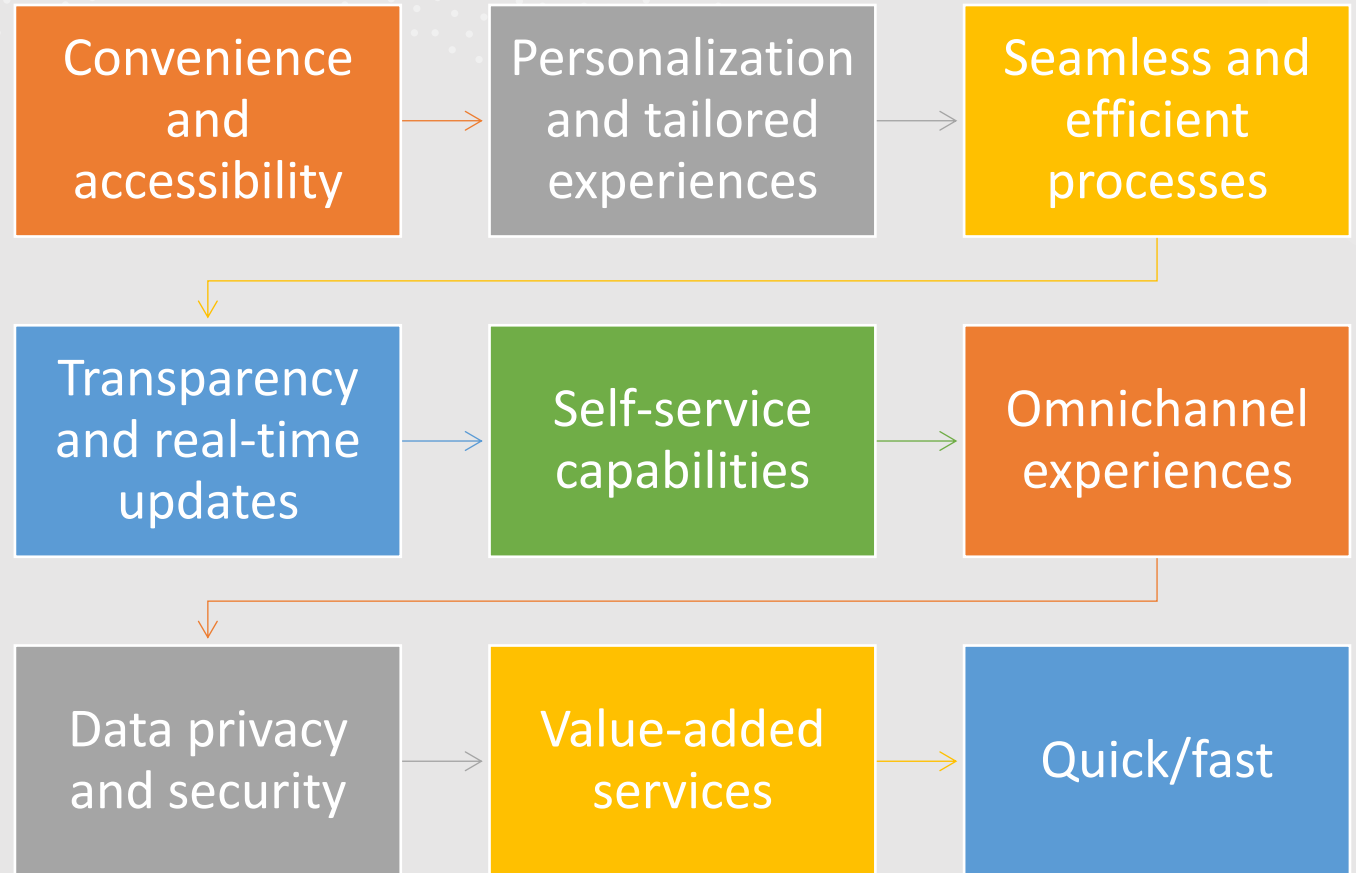 Convenience
and
accessibility
Personalization
and tailored
experiences
Seamless and
efficient
processes
Transparency
and real-time
updates
Self-service
capabilities
Omnichannel
experiences
Data privacy
and security
Value-added
services
Quick/fast